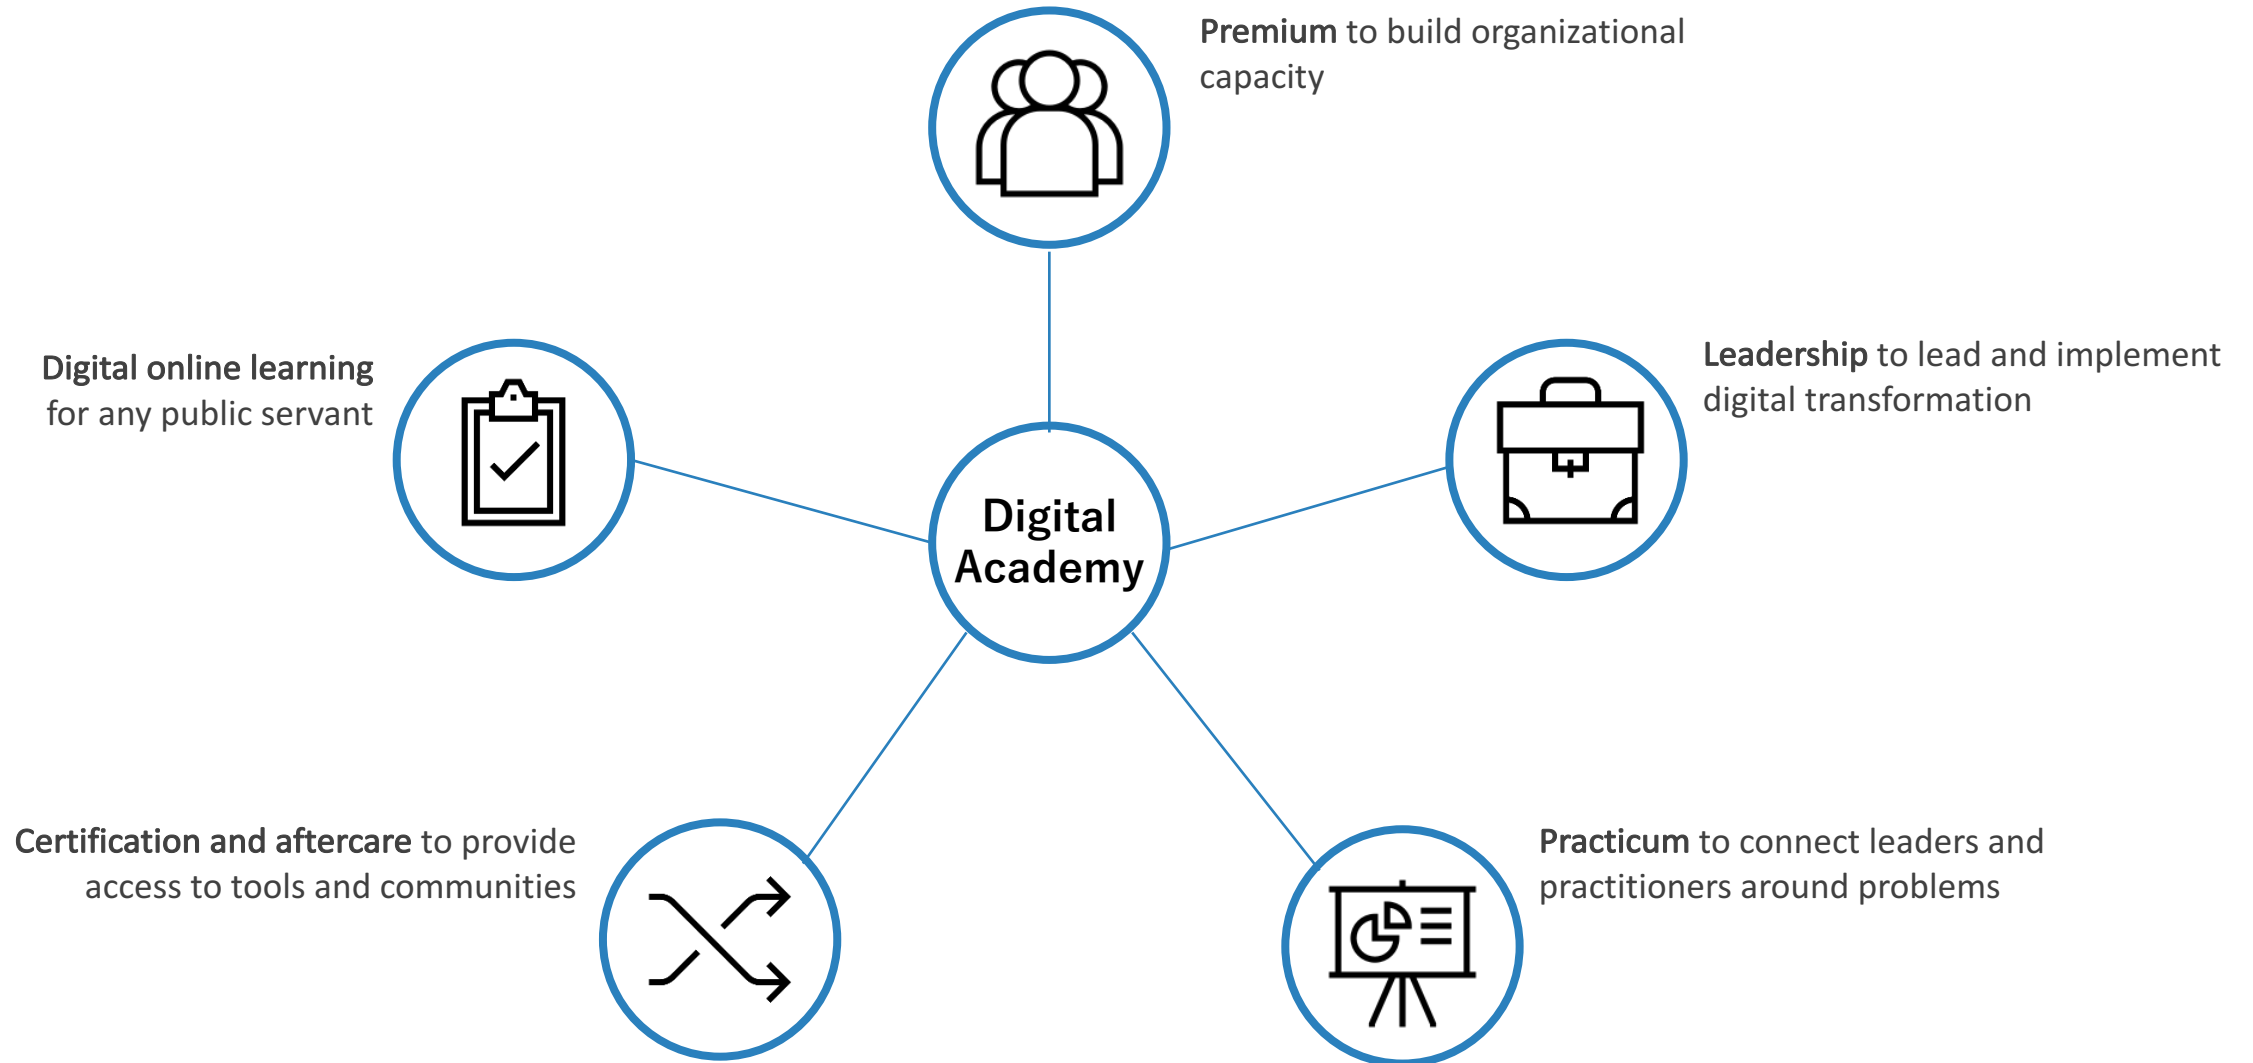 Premium to build organizational
capacity
Digital online learning
for any public servant
Leadership to lead and implement
digital transformation
Digital
Academy
Certification and aftercare to provide
access to tools and communities
Practicum to connect leaders and
practitioners around problems